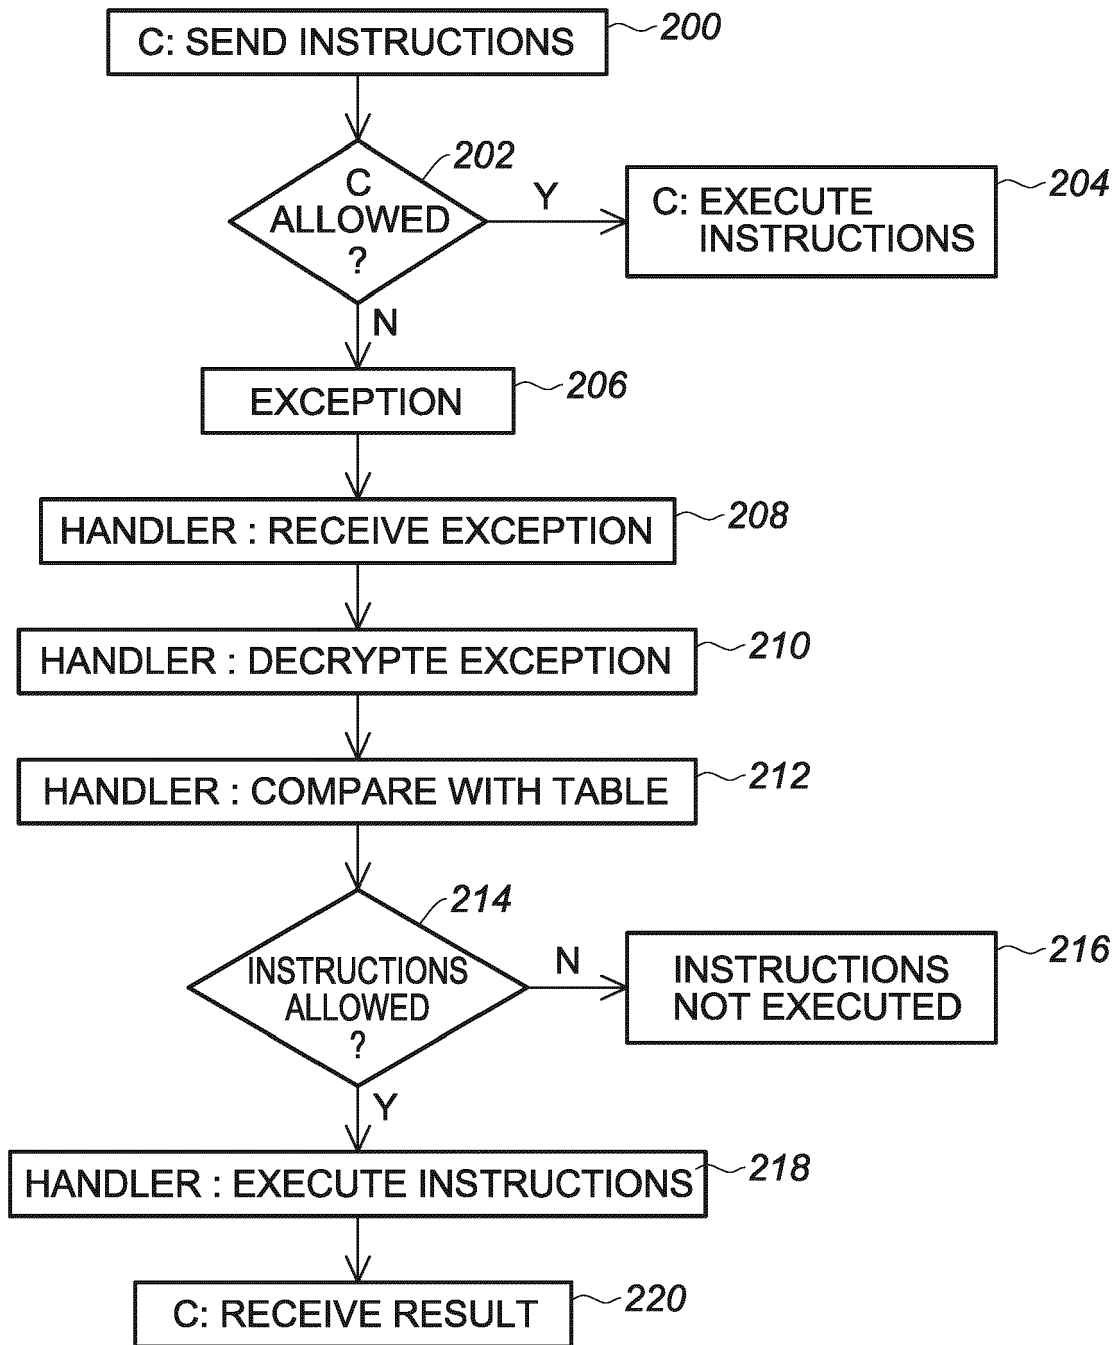 C: SEND INSTRUCTIONS
200
C
ALLOWED
?
202
Y
C: EXECUTE
INSTRUCTIONS
204
N
EXCEPTION
206
HANDLER : RECEIVE EXCEPTION
208
HANDLER : DECRYPTE EXCEPTION
210
HANDLER : COMPARE WITH TABLE
212
INSTRUCTIONS
ALLOWED
?
214
N
INSTRUCTIONS
NOT EXECUTED
216
Y
HANDLER : EXECUTE INSTRUCTIONS
218
C: RECEIVE RESULT
220